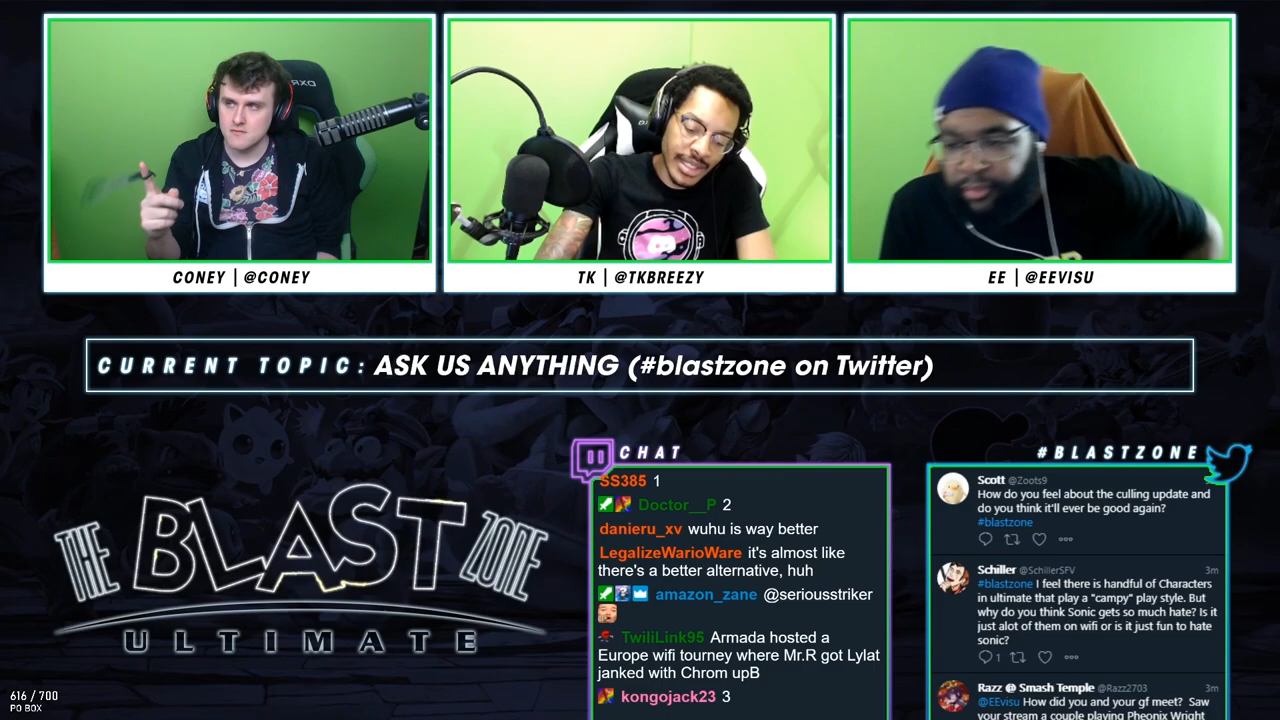 CONEY | @CONEY
TK | @TKBREEZY
EE | @EEVISU
CURRENT TOPIC: ASK US ANYTHING (#blastzone on Twitter)
THE BLAST ZONE
ULTIMATE
616 / 700
PO BOX
CHAT
SS385 1
Doctor__P 2
danieru_xv wuhu is way better
LegalizeWarioWare it's almost like
there's a better alternative, huh
amazon_zane @seriousstriker
TwiliLink95 Armada hosted a
Europe wifi tourney where Mr.R got Lylat
janked with Chrom upB
kongojack23 3
#BLASTZONE
Scott @Zoots9
How do you feel about the culling update and
do you think it'll ever be good again?
#blastzone
Schiller @SchillerSFV 3m
#blastzone I feel there is handful of Characters
in ultimate that play a "campy" play style. But
why do you think Sonic gets so much hate? Is it
just alot of them on wifi or is it just fun to hate
sonic?
1
Razz @ Smash Temple @Razz2703 3m
@EEvisu How did you and your gf meet? Saw
your stream a couple playing Pheonix Wright